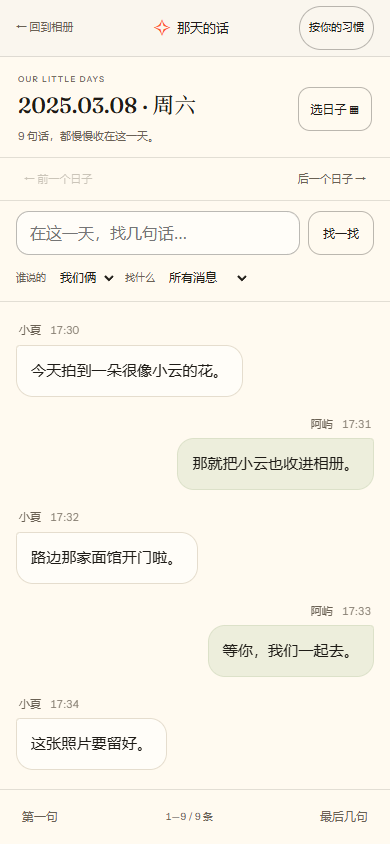 ← 回到相册
那天的话
按你的习惯
OUR LITTLE DAYS
2025.03.08 · 周六
9 句话，都慢慢收在这一天。
选日子
← 前一个日子
后一个日子 →
在这一天，找几句话...
找一找
谁说的 我们俩 找什么 所有消息
小夏 17:30
今天拍到一朵很像小云的花。
阿屿 17:31
那就把小云也收进相册。
小夏 17:32
路边那家面馆开门啦。
阿屿 17:33
等你，我们一起去。
小夏 17:34
这张照片要留好。
第一句
1—9 / 9 条
最后几句